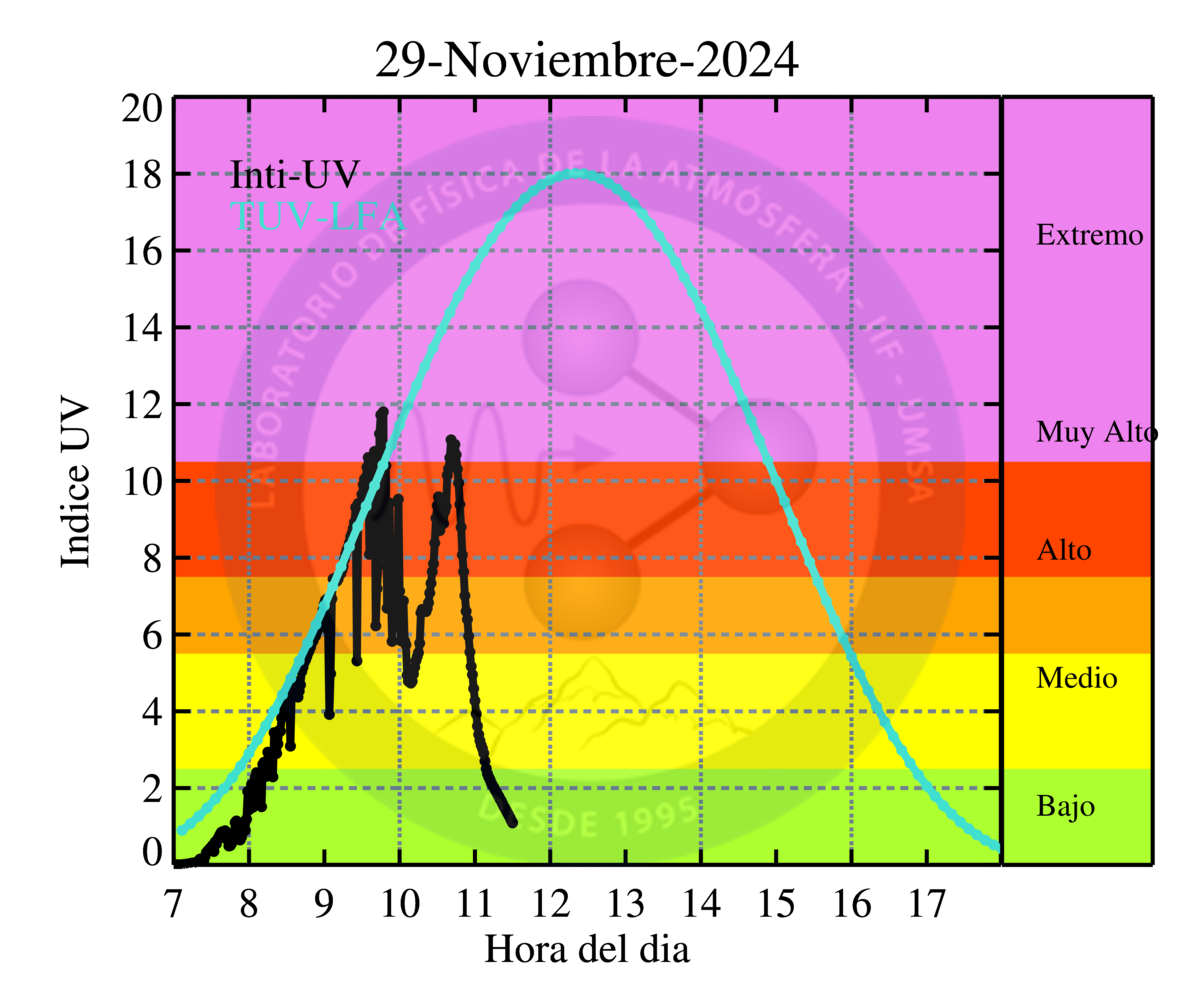 29-Noviembre-2024
20
18
16
14
12
10
8
6
4
2
0
Indice UV
Inti-UV
TUV-LFA
LABORATORIO DE FÍSICA DE LA ATMÓSFERA - IIF - UMSA
DESDE 1995
Extremo
Muy Alto
Alto
Medio
Bajo
7 8 9 10 11 12 13 14 15 16 17
Hora del dia